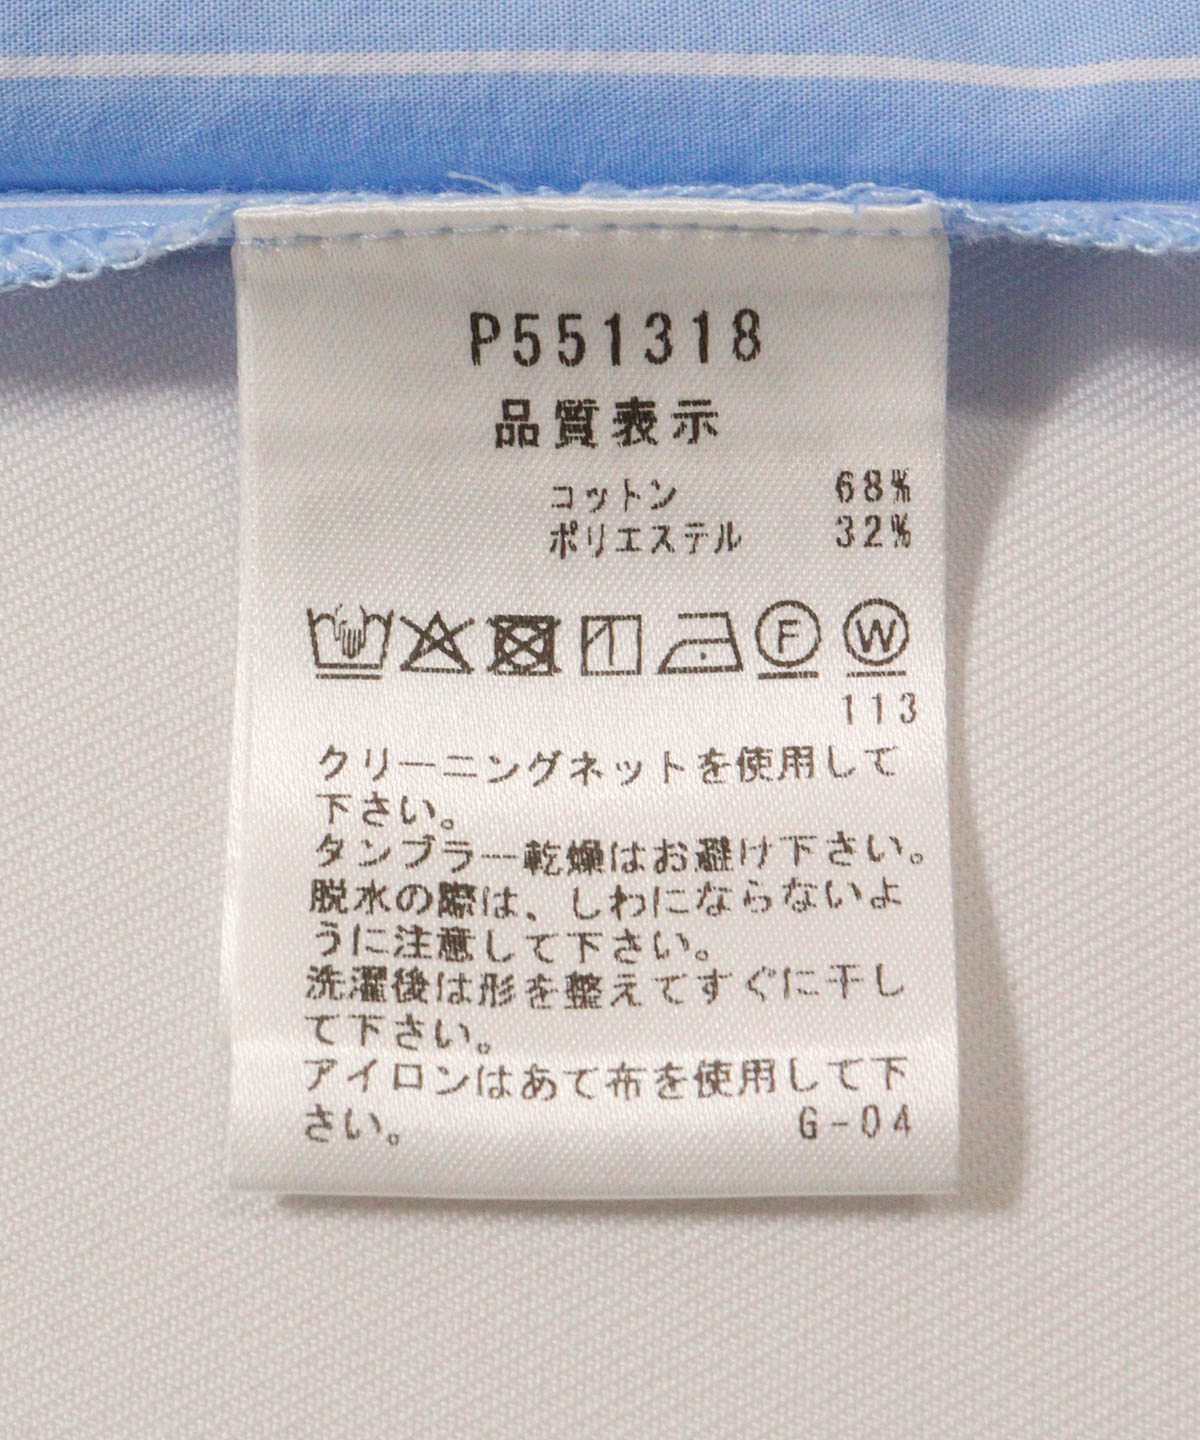 P551318
品質表示
コットン 68%
ポリエステル 32%
F W
113
クリーニングネットを使用して
下さい。
タンブラー乾燥はお避け下さい。
脱水の際は、しわにならないよ
うに注意して下さい。
洗濯後は形を整えてすぐに干し
て下さい。
アイロンはあて布を使用して下
さい。 G-04